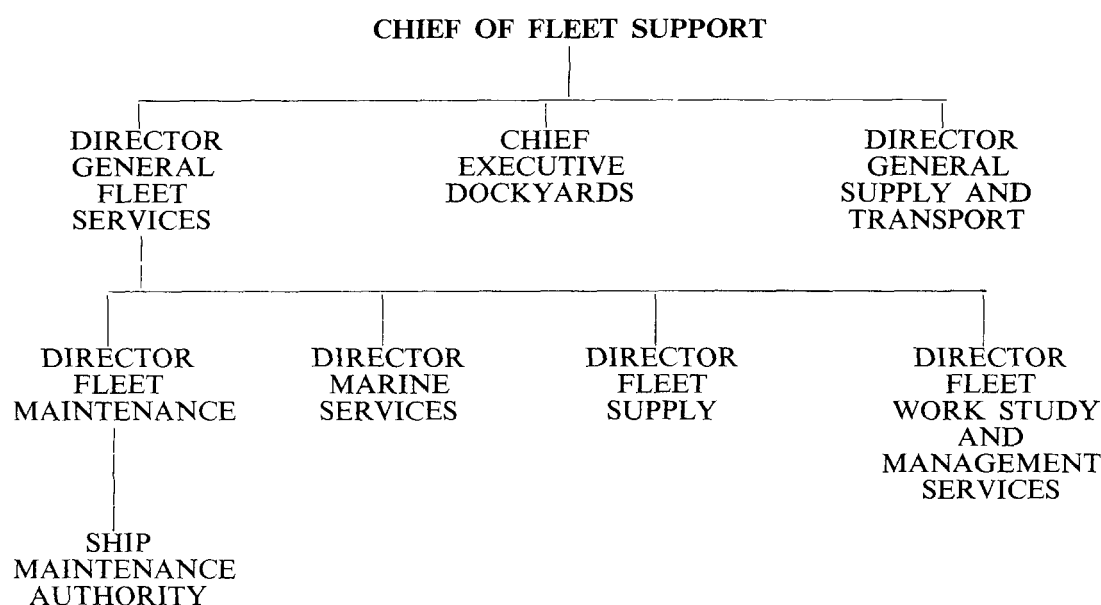 CHIEF OF FLEET SUPPORT
DIRECTOR
GENERAL
FLEET
SERVICES
CHIEF
EXECUTIVE
DOCKYARDS
DIRECTOR
GENERAL
SUPPLY AND
TRANSPORT
DIRECTOR
FLEET
MAINTENANCE
DIRECTOR
MARINE
SERVICES
DIRECTOR
FLEET
SUPPLY
DIRECTOR
FLEET
WORK STUDY
AND
MANAGEMENT
SERVICES
SHIP
MAINTENANCE
AUTHORITY